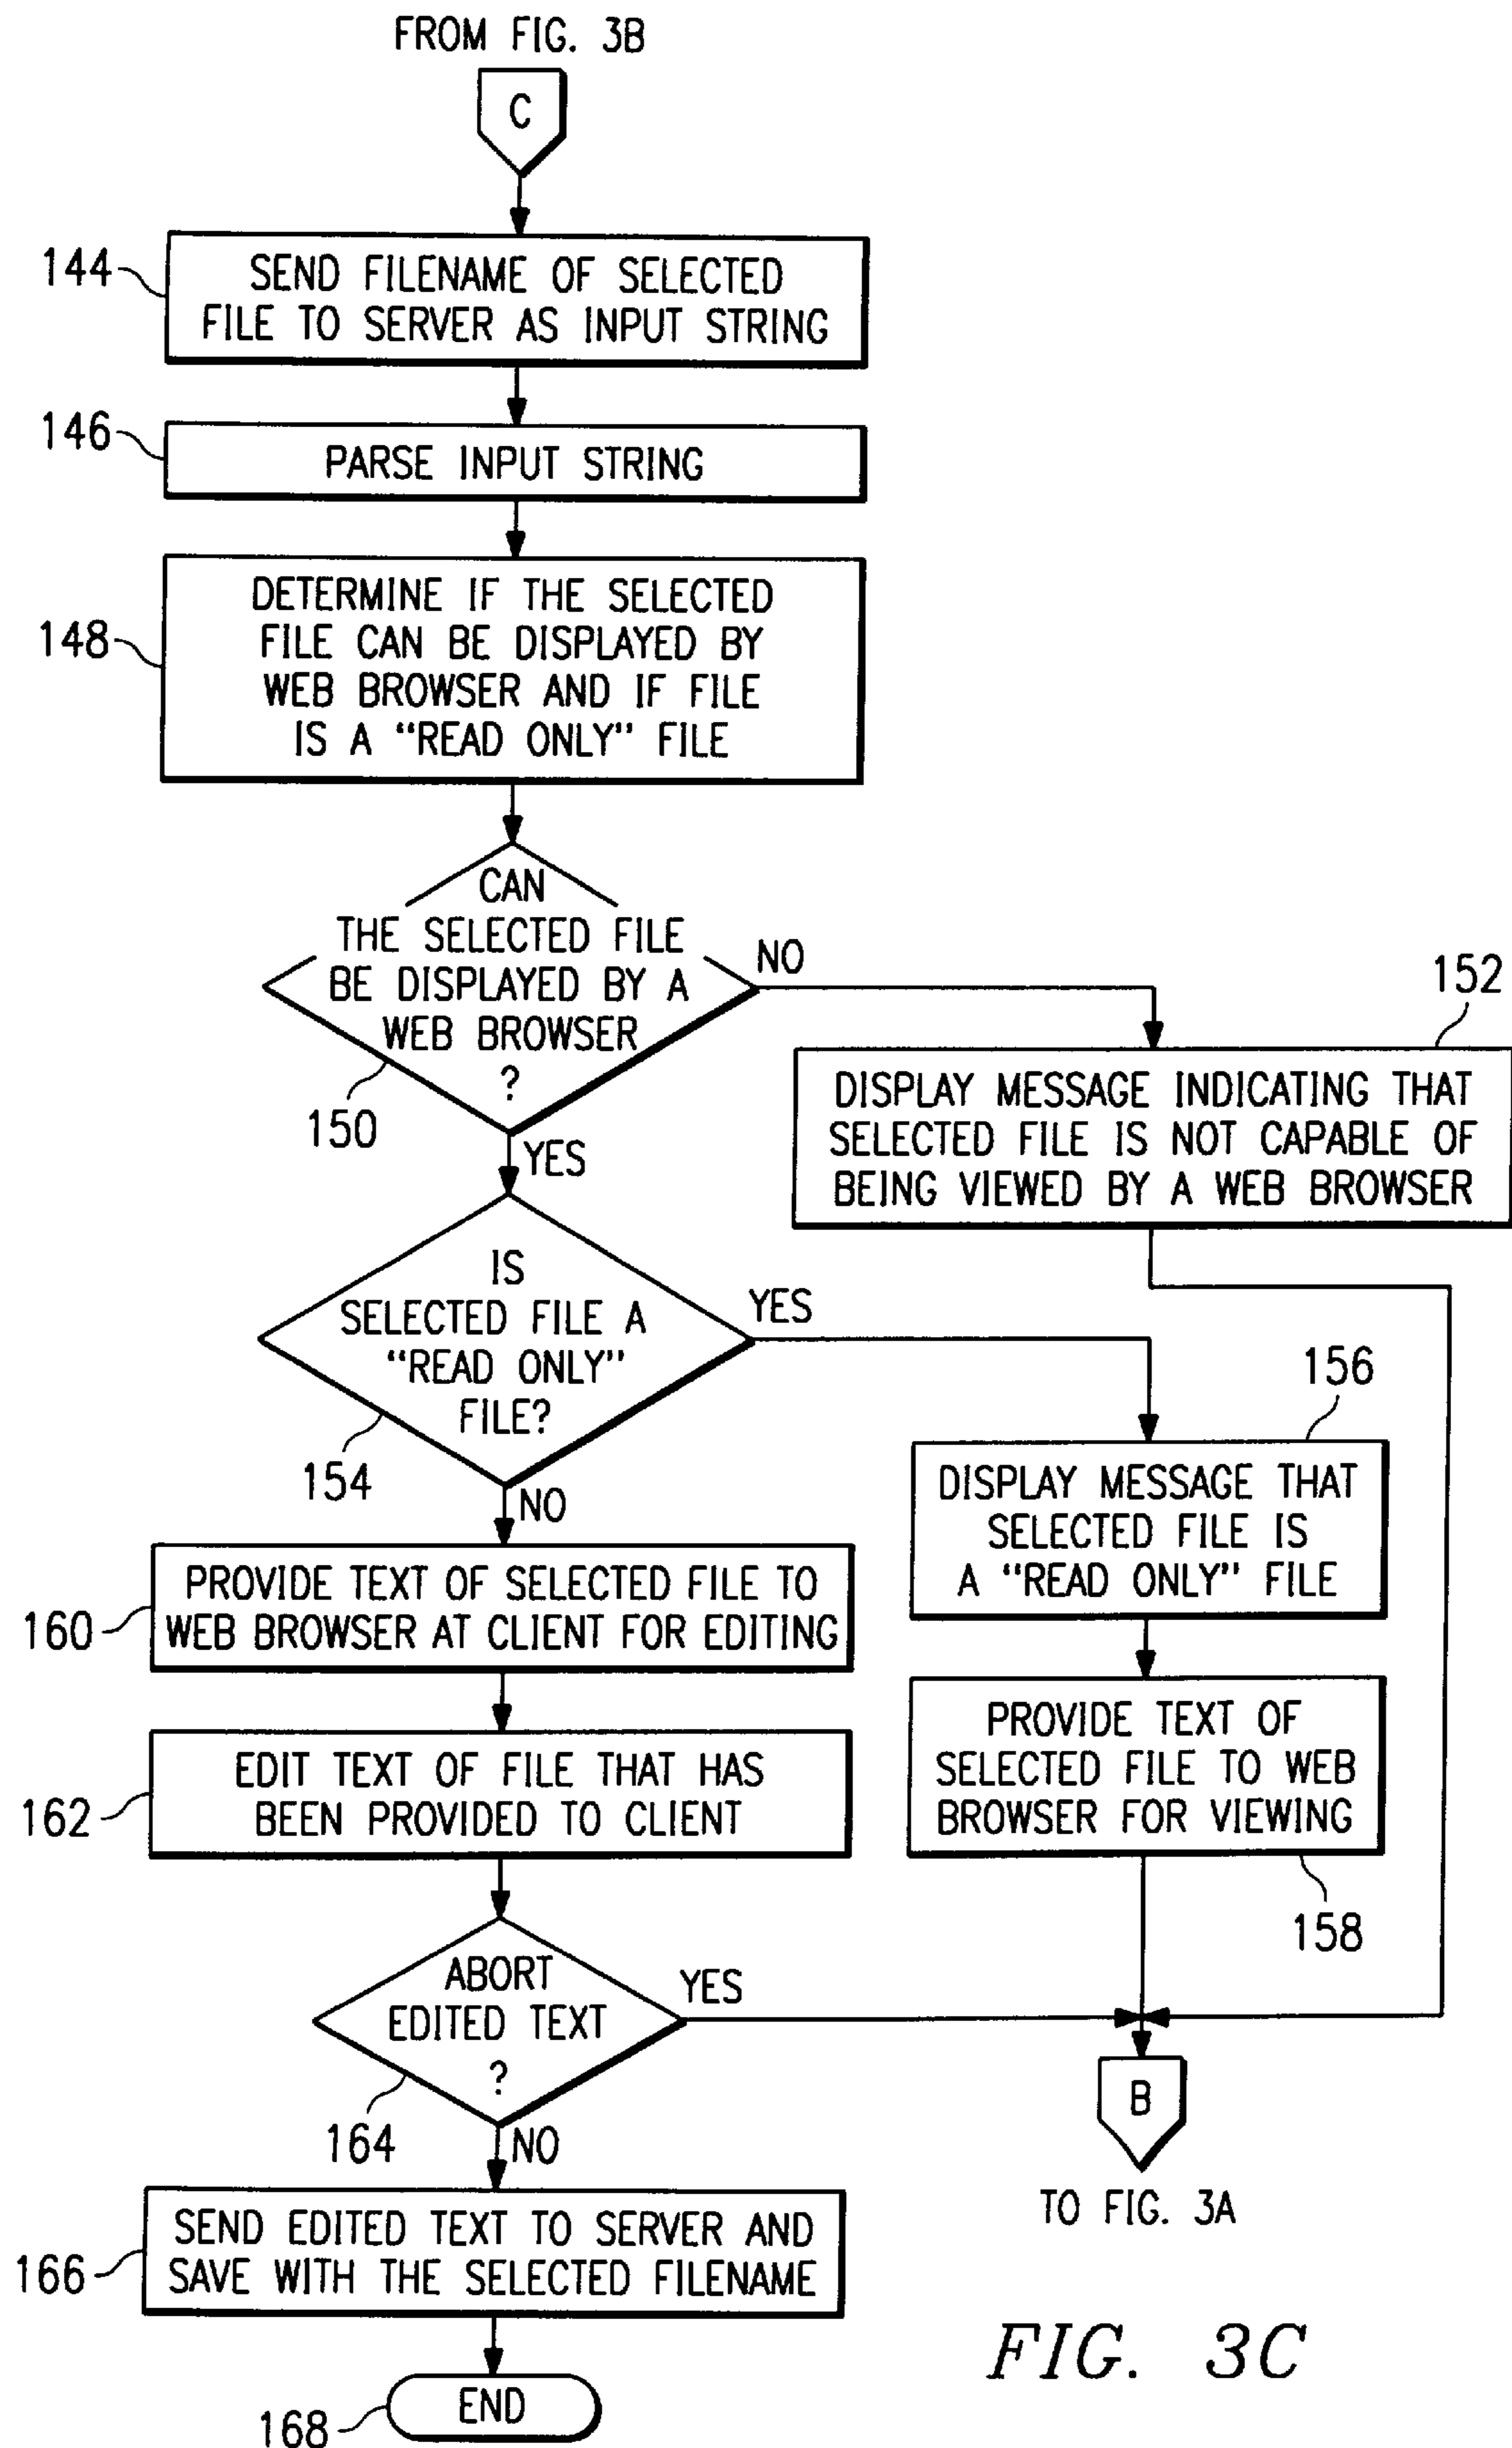 FROM FIG. 3B
C
144
SEND FILENAME OF SELECTED
FILE TO SERVER AS INPUT STRING
146
PARSE INPUT STRING
148
DETERMINE IF THE SELECTED
FILE CAN BE DISPLAYED BY
WEB BROWSER AND IF FILE
IS A “READ ONLY” FILE
CAN
THE SELECTED FILE
BE DISPLAYED BY A
WEB BROWSER
?
150
NO
YES
152
DISPLAY MESSAGE INDICATING THAT
SELECTED FILE IS NOT CAPABLE OF
BEING VIEWED BY A WEB BROWSER
IS
SELECTED FILE A
“READ ONLY”
FILE?
154
YES
NO
156
DISPLAY MESSAGE THAT
SELECTED FILE IS
A “READ ONLY” FILE
160
PROVIDE TEXT OF SELECTED FILE TO
WEB BROWSER AT CLIENT FOR EDITING
PROVIDE TEXT OF
SELECTED FILE TO WEB
BROWSER FOR VIEWING
158
162
EDIT TEXT OF FILE THAT HAS
BEEN PROVIDED TO CLIENT
ABORT
EDITED TEXT
?
164
YES
NO
B
TO FIG. 3A
166
SEND EDITED TEXT TO SERVER AND
SAVE WITH THE SELECTED FILENAME
168
END
FIG. 3C